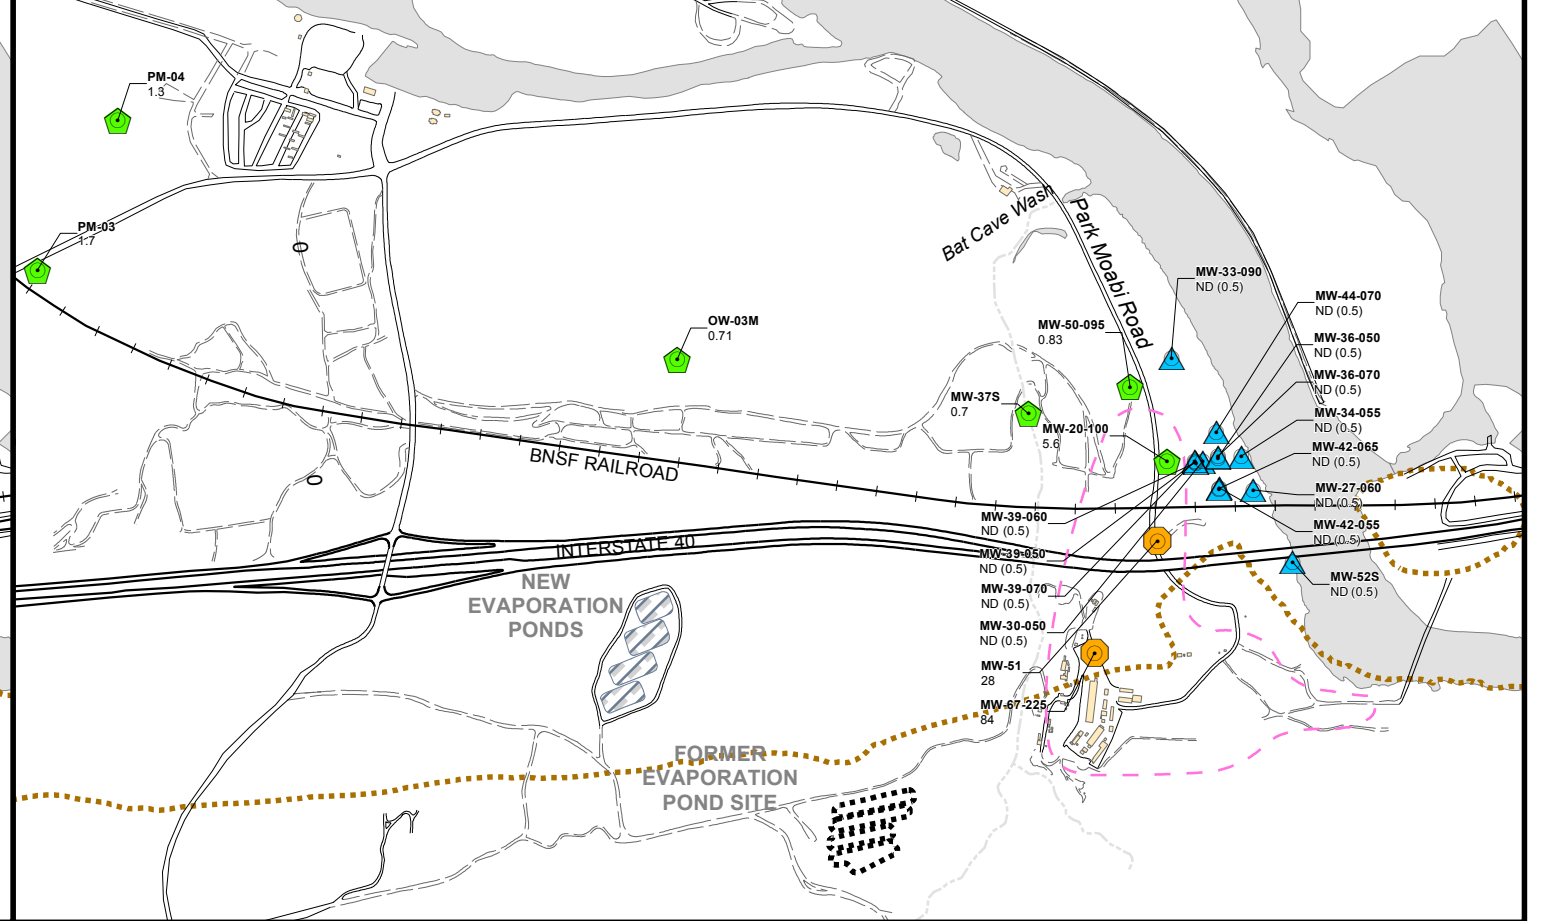 PM-04
1.3
PM-03
1.7
0
0
Bat Cave Wash
Park Moabi Road
MW-33-090
ND (0.5)
MW-44-070
ND (0.5)
OW-03M
0.71
MW-50-095
0.83
MW-36-050
ND (0.5)
MW-36-070
ND (0.5)
MW-37S
0.7
MW-34-055
ND (0.5)
MW-20-100
5.6
MW-42-065
ND (0.5)
BNSF RAILROAD
MW-27-060
ND (0.5)
MW-39-060
ND (0.5)
MW-42-055
ND (0.5)
INTERSTATE 40
MW-39-050
ND (0.5)
NEW
EVAPORATION
PONDS
MW-52S
ND (0.5)
MW-39-070
ND (0.5)
MW-30-050
ND (0.5)
MW-51
28
MW-67-225
84
FORMER
EVAPORATION
POND SITE